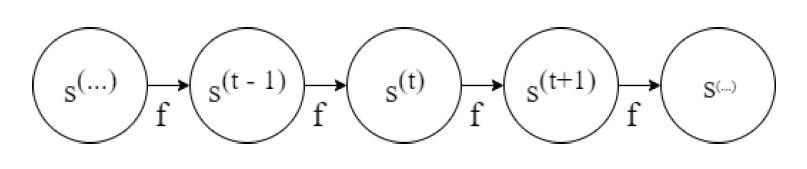 s(...) s(t - 1) s(t) s(t+1) s(...)
f f f f